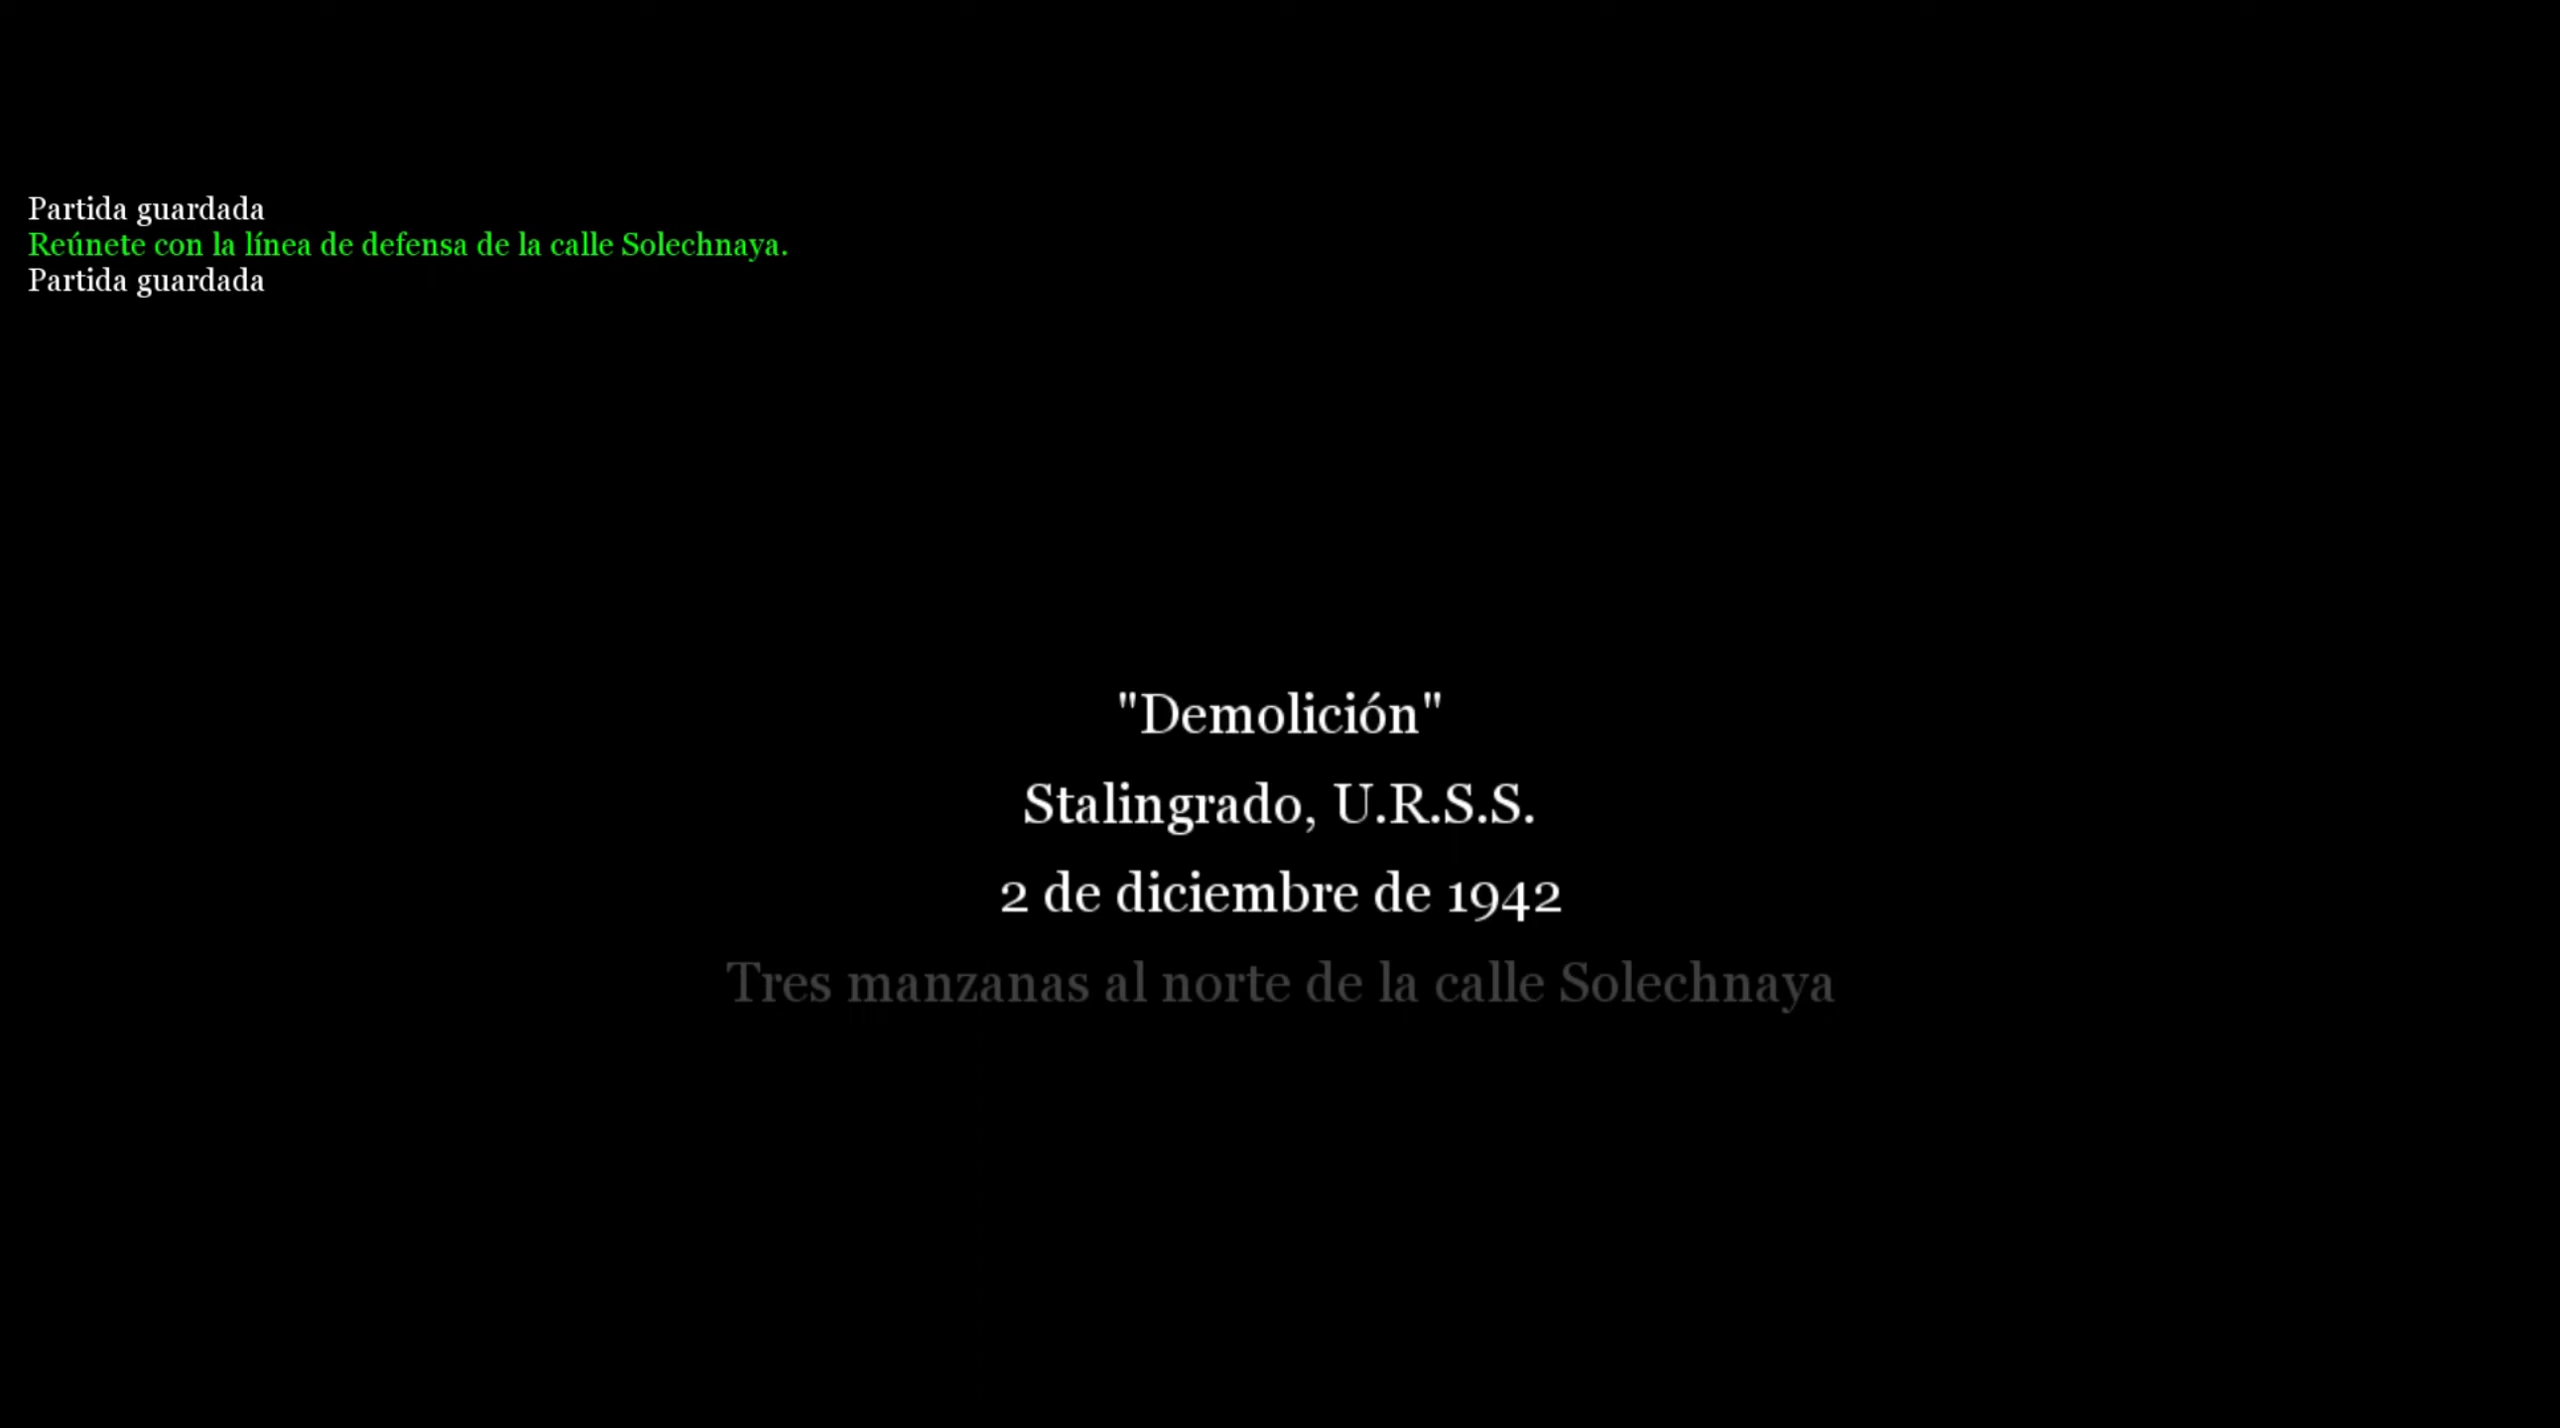 Partida guardada
Reúnete con la línea de defensa de la calle Solechnaya.
Partida guardada
"Demolición"
Stalingrado, U.R.S.S.
2 de diciembre de 1942
Tres manzanas al norte de la calle Solechnaya